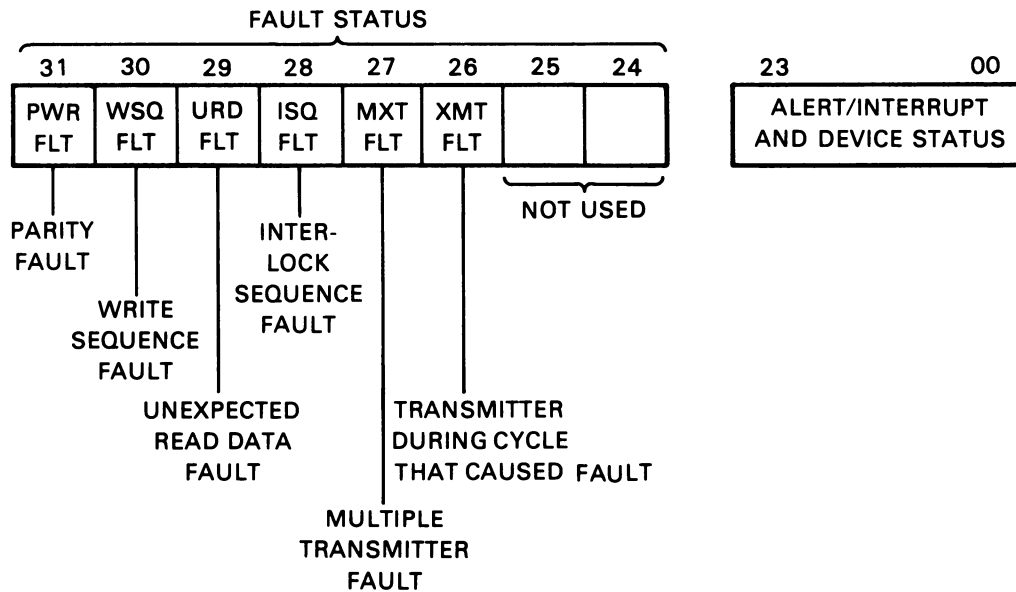 FAULT STATUS
31 30 29 28 27 26 25 24 23 00
PWR FLT
WSQ FLT
URD FLT
ISQ FLT
MXT FLT
XMT FLT
ALERT/INTERRUPT
AND DEVICE STATUS
NOT USED
PARITY
FAULT
INTER-
LOCK
SEQUENCE
FAULT
WRITE
SEQUENCE
FAULT
UNEXPECTED
READ DATA
FAULT
TRANSMITTER
DURING CYCLE
THAT CAUSED FAULT
MULTIPLE
TRANSMITTER
FAULT